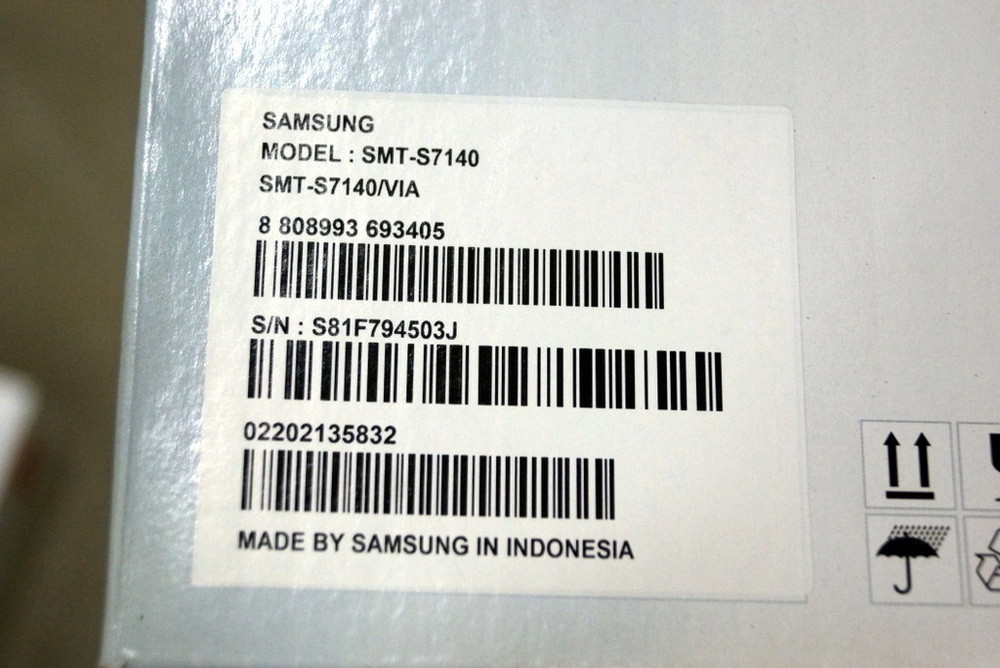 SAMSUNG
MODEL : SMT-S7140
SMT-S7140/VIA
8 808993 693405
S/N : S81F794503J
02202135832
MADE BY SAMSUNG IN INDONESIA